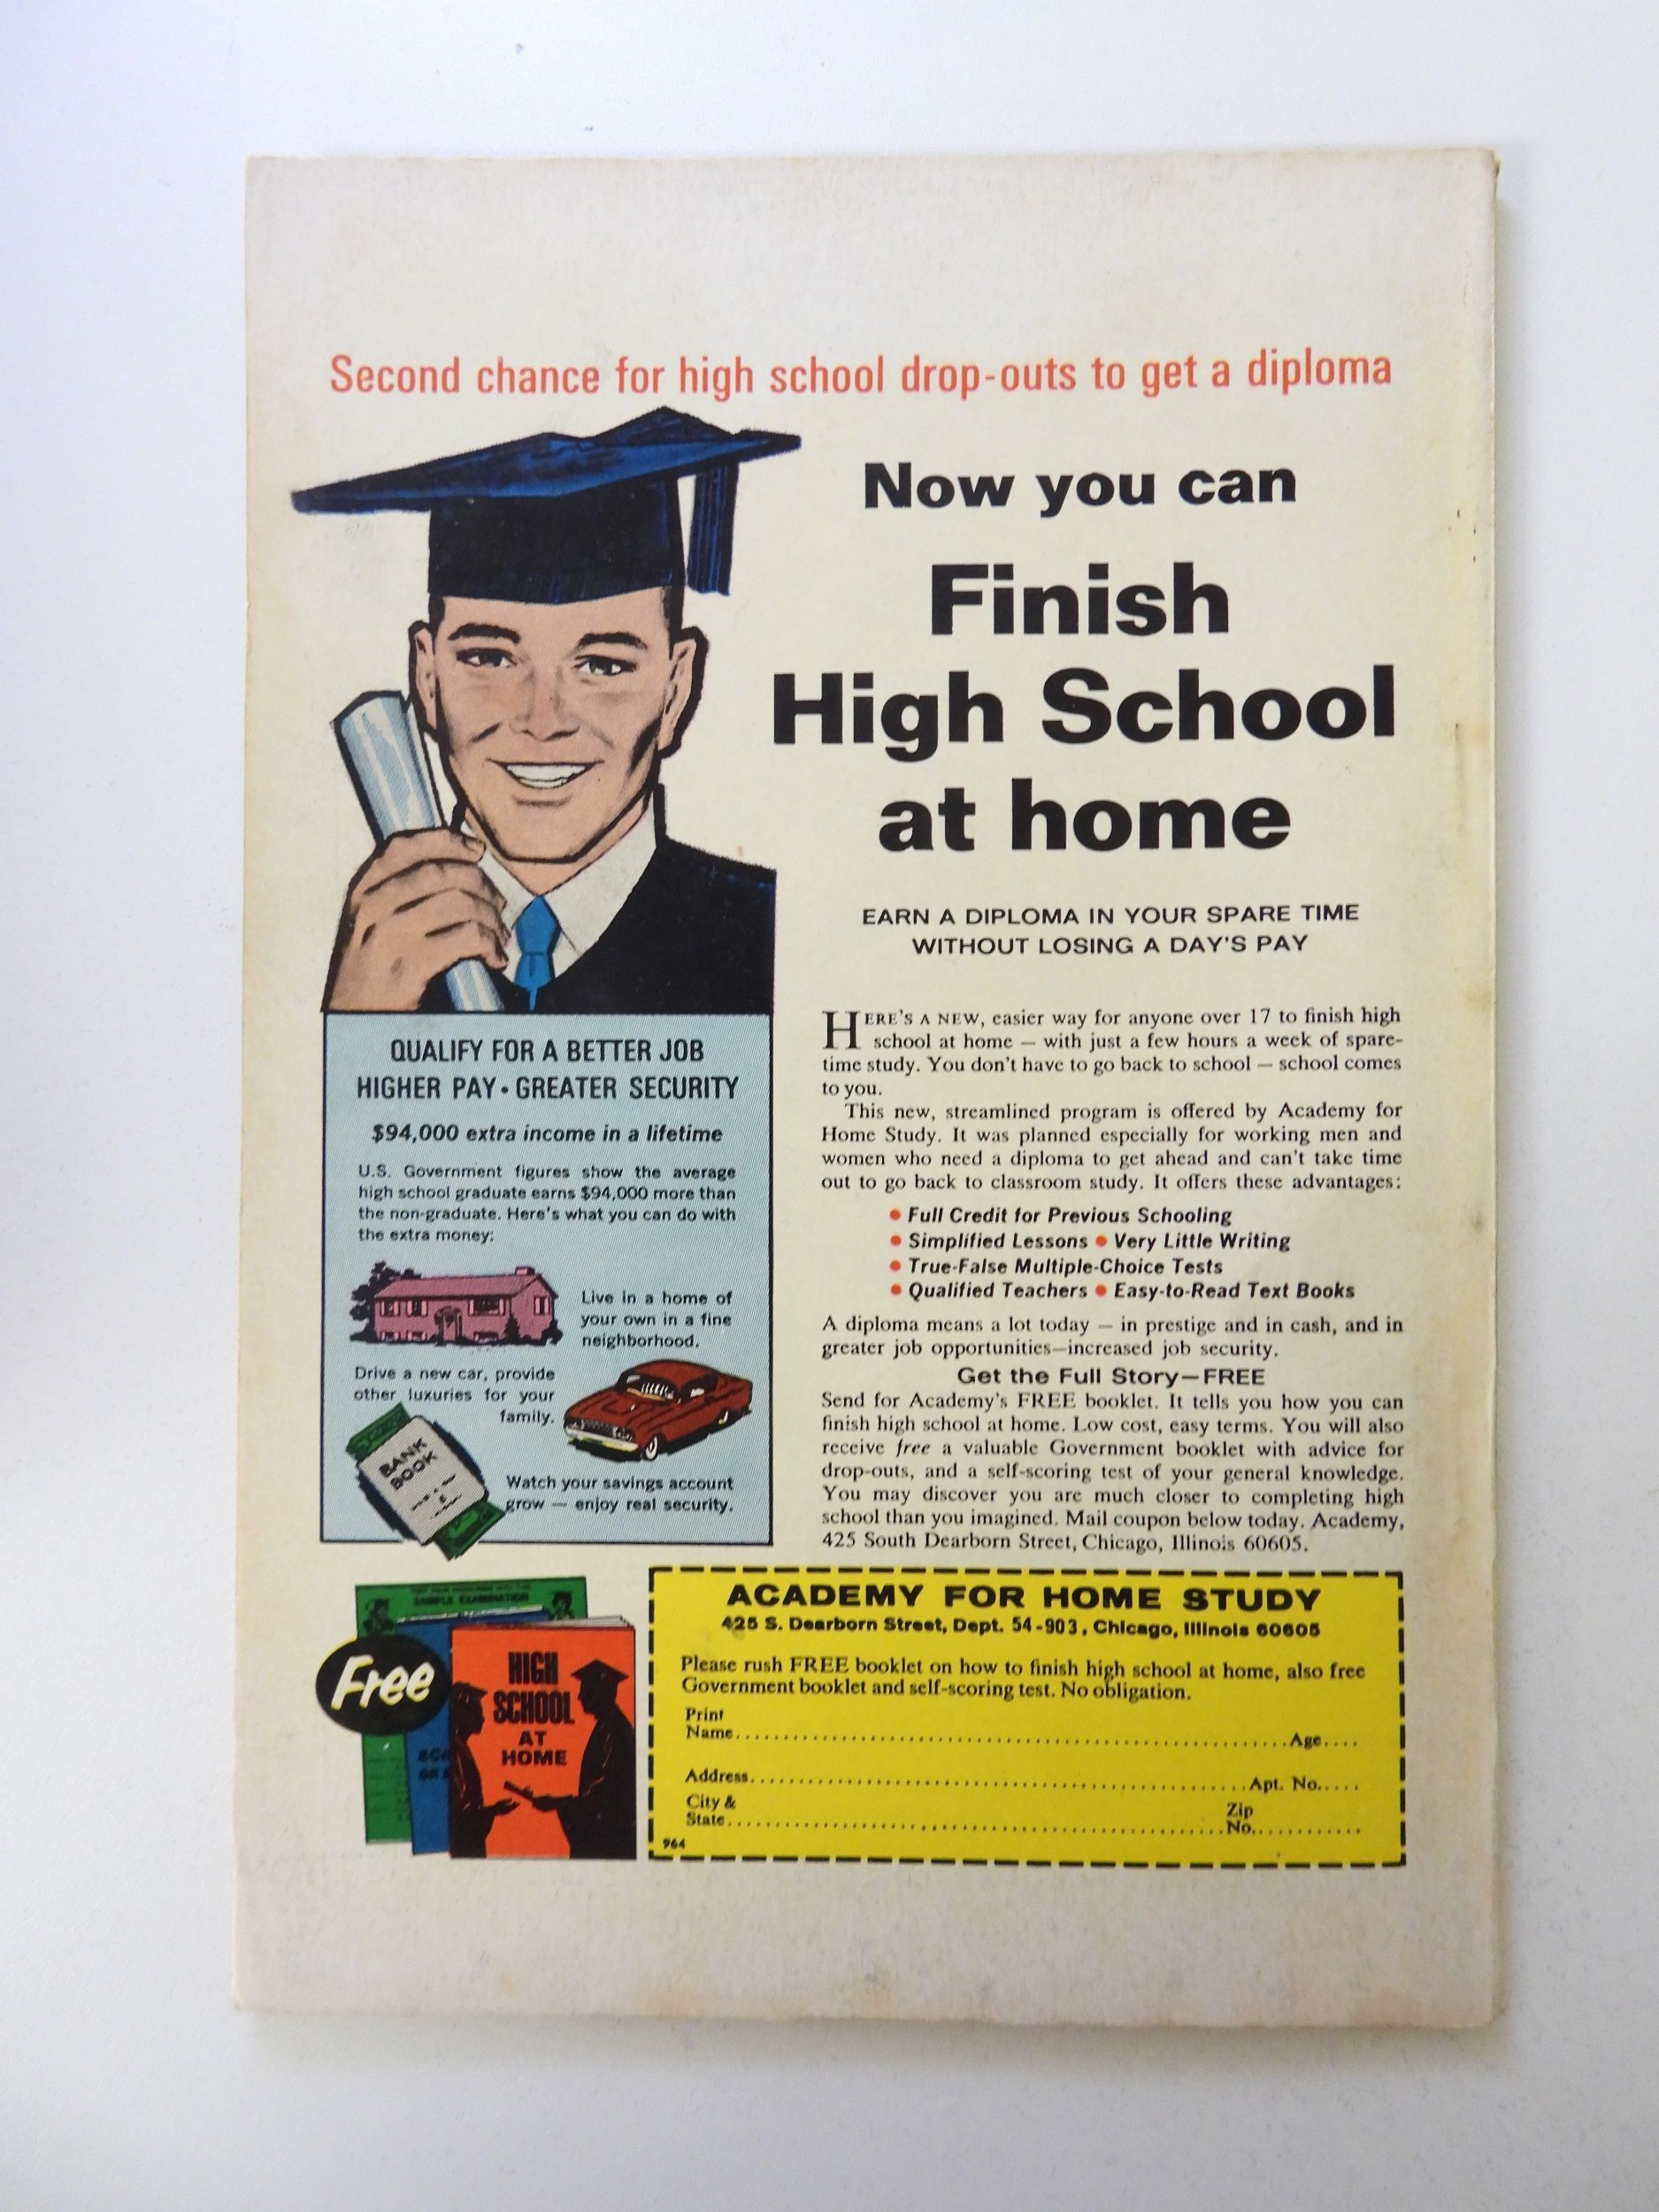 Second chance for high school drop-outs to get a diploma
Now you can
Finish
High School
at home
EARN A DIPLOMA IN YOUR SPARE TIME
WITHOUT LOSING A DAY'S PAY
HERE'S A NEW, easier way for anyone over 17 to finish high
school at home — with just a few hours a week of spare-
time study. You don't have to go back to school — school comes
to you.
This new, streamlined program is offered by Academy for
Home Study. It was planned especially for working men and
women who need a diploma to get ahead and can't take time
out to go back to classroom study. It offers these advantages:
• Full Credit for Previous Schooling
• Simplified Lessons • Very Little Writing
• True-False Multiple-Choice Tests
• Qualified Teachers • Easy-to-Read Text Books
A diploma means a lot today — in prestige and in cash, and in
greater job opportunities—increased job security.
Get the Full Story—FREE
Send for Academy's FREE booklet. It tells you how you can
finish high school at home. Low cost, easy terms. You will also
receive free a valuable Government booklet with advice for
drop-outs, and a self-scoring test of your general knowledge.
You may discover you are much closer to completing high
school than you imagined. Mail coupon below today. Academy,
425 South Dearborn Street, Chicago, Illinois 60605.
QUALIFY FOR A BETTER JOB
HIGHER PAY • GREATER SECURITY
$94,000 extra income in a lifetime
U.S. Government figures show the average
high school graduate earns $94,000 more than
the non-graduate. Here's what you can do with
the extra money:
Live in a home of
your own in a fine
neighborhood.
Drive a new car, provide
other luxuries for your
family.
BANK
BOOK
Watch your savings account
grow — enjoy real security.
SAMPLE EXAMINATION
Free
HIGH
SCHOOL
AT
HOME
ACADEMY FOR HOME STUDY
425 S. Dearborn Street, Dept. 54-903, Chicago, Illinois 60605
Please rush FREE booklet on how to finish high school at home, also free
Government booklet and self-scoring test. No obligation.
Print
Name Age
Address Apt. No.
City & Zip
State No.
964